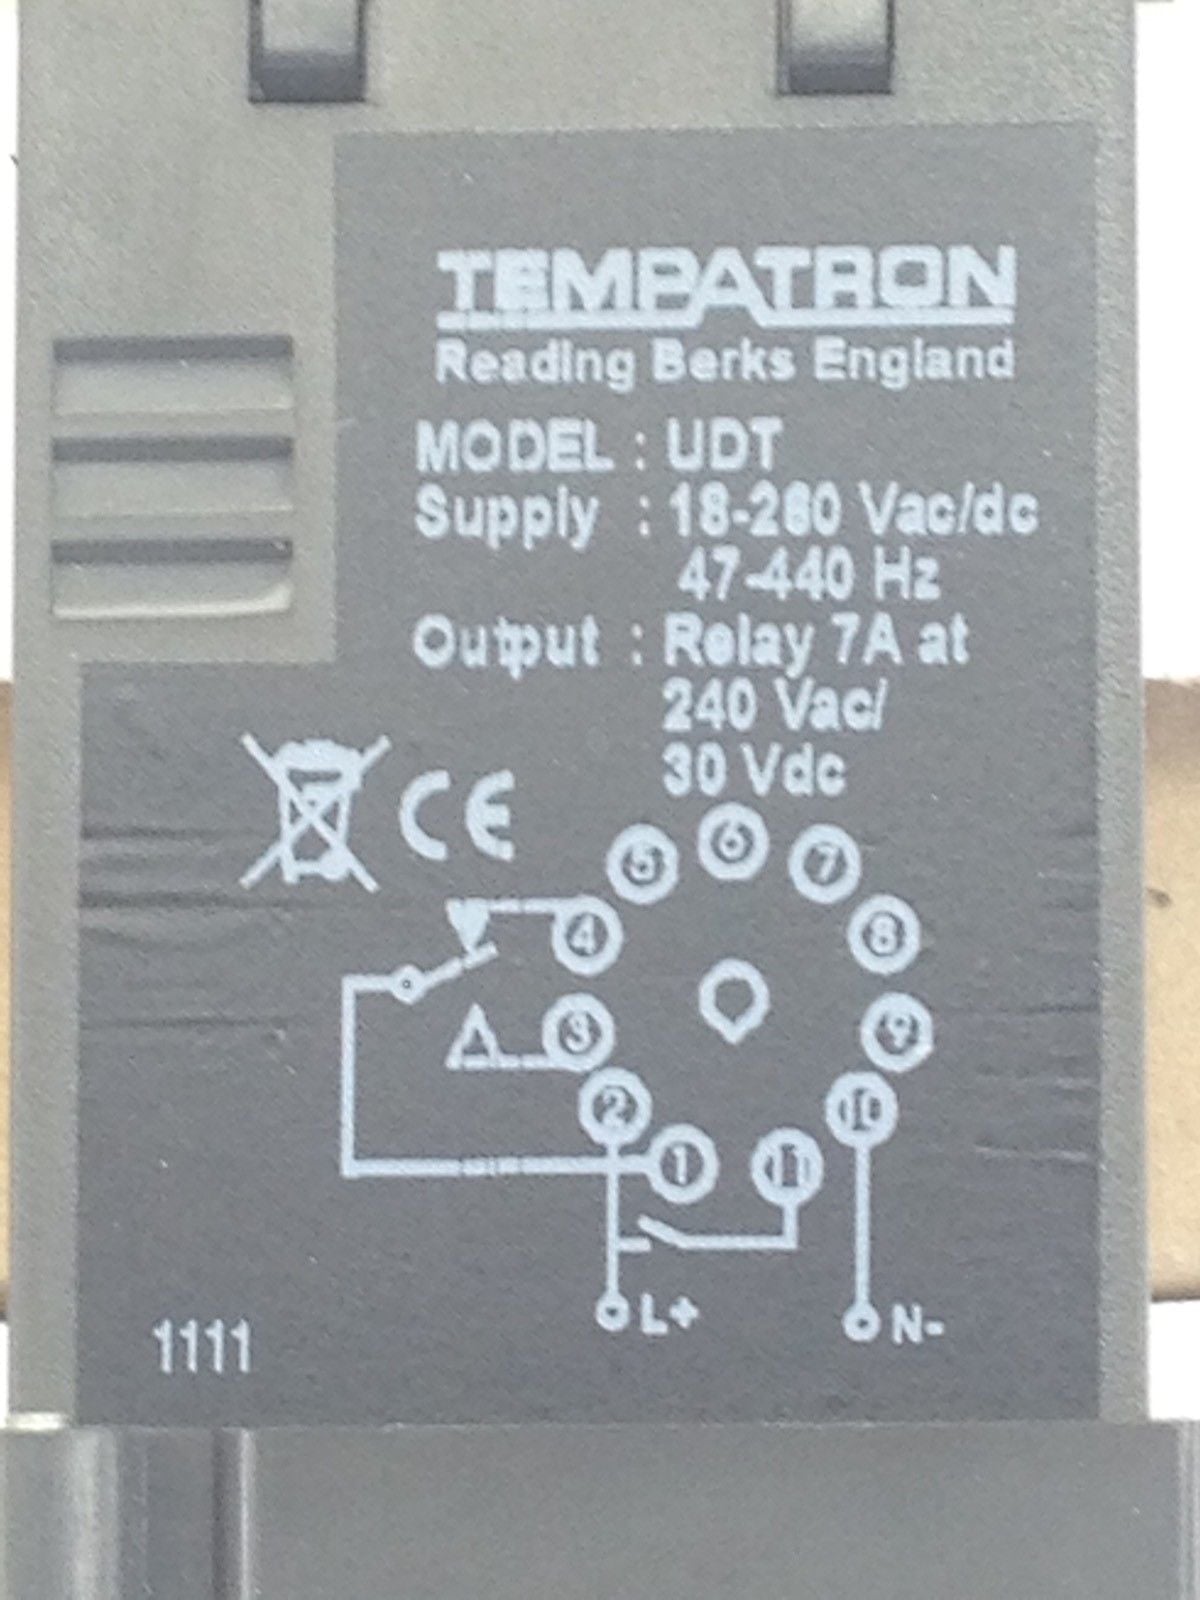 TEMPATRON
Reading Berks England
MODEL : UDT
Supply : 18-260 Vac/dc
47-440 Hz
Output : Relay 7A at
240 Vac/
30 Vdc
CE
5 6 7
4 8
3 9
2 10
1 11
L+ N-
1111